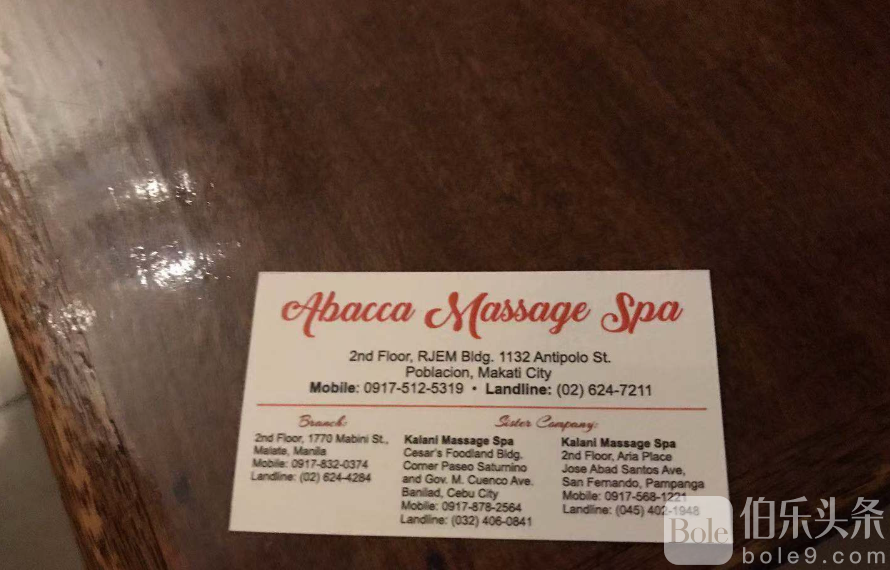 Abacca Massage Spa
2nd Floor, RJEM Bldg. 1132 Antipolo St.
Poblacion, Makati City
Mobile: 0917-512-5319 • Landline: (02) 624-7211
Branch:
2nd Floor, 1770 Mabini St.,
Malate, Manila
Mobile: 0917-832-0374
Landline: (02) 624-4284
Sister Company:
Kalani Massage Spa
Cesar's Foodland Bldg.
Corner Paseo Saturnino
and Gov. M. Cuenco Ave.
Banilad, Cebu City
Mobile: 0917-878-2564
Landline: (032) 406-0841
Kalani Massage Spa
2nd Floor, Aria Place
Jose Abad Santos Ave,
San Fernando, Pampanga
Mobile: 0917-568-1221
Landline: (045) 402-1948
Bole 伯乐头条
bole9.com